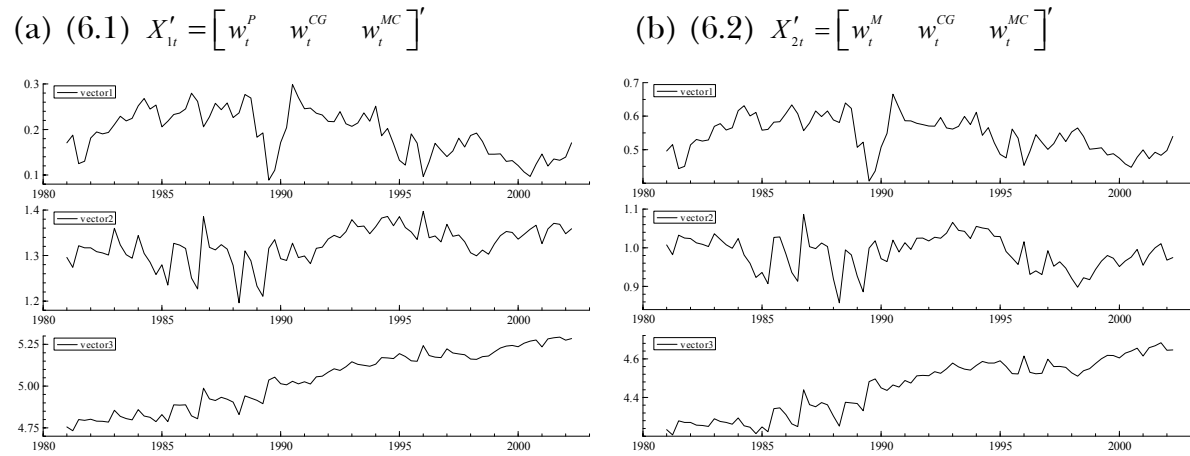 (a) (6.1) X′₁ₜ = [ wₜᴾ wₜᶜᴳ wₜᴹᶜ ]′
(b) (6.2) X′₂ₜ = [ wₜᴹ wₜᶜᴳ wₜᴹᶜ ]′
0.3
vector1
0.2
0.1
1980 1985 1990 1995 2000
1.4
vector2
1.3
1.2
1980 1985 1990 1995 2000
5.25
vector3
5.00
4.75
1980 1985 1990 1995 2000
0.7
vector1
0.6
0.5
1980 1985 1990 1995 2000
1.1
vector2
1.0
0.9
1980 1985 1990 1995 2000
vector3
4.6
4.4
1980 1985 1990 1995 2000